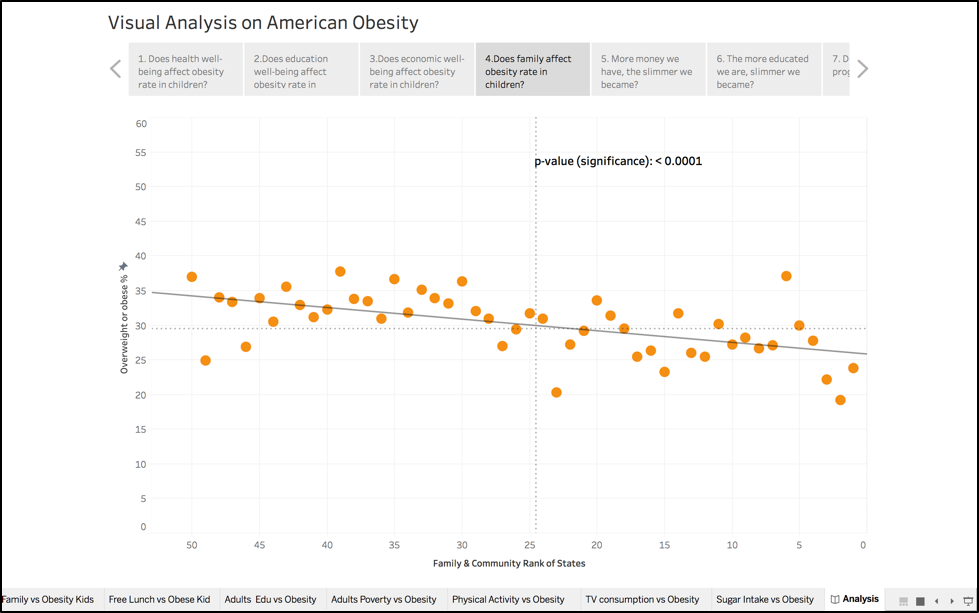 Visual Analysis on American Obesity
1. Does health well-
being affect obesity
rate in children?
2.Does education
well-being affect
obesity rate in
3.Does economic well-
being affect obesity
rate in children?
4.Does family affect
obesity rate in
children?
5. More money we
have, the slimmer we
became?
6. The more educated
we are, slimmer we
became?
7. D
prog
60
55
50
45
40
35
30
25
20
15
10
5
0
Overweight or obese %
p-value (significance): < 0.0001
50 45 40 35 30 25 20 15 10 5 0
Family & Community Rank of States
Family vs Obesity Kids Free Lunch vs Obese Kid Adults Edu vs Obesity Adults Poverty vs Obesity Physical Activity vs Obesity TV consumption vs Obesity Sugar Intake vs Obesity Analysis